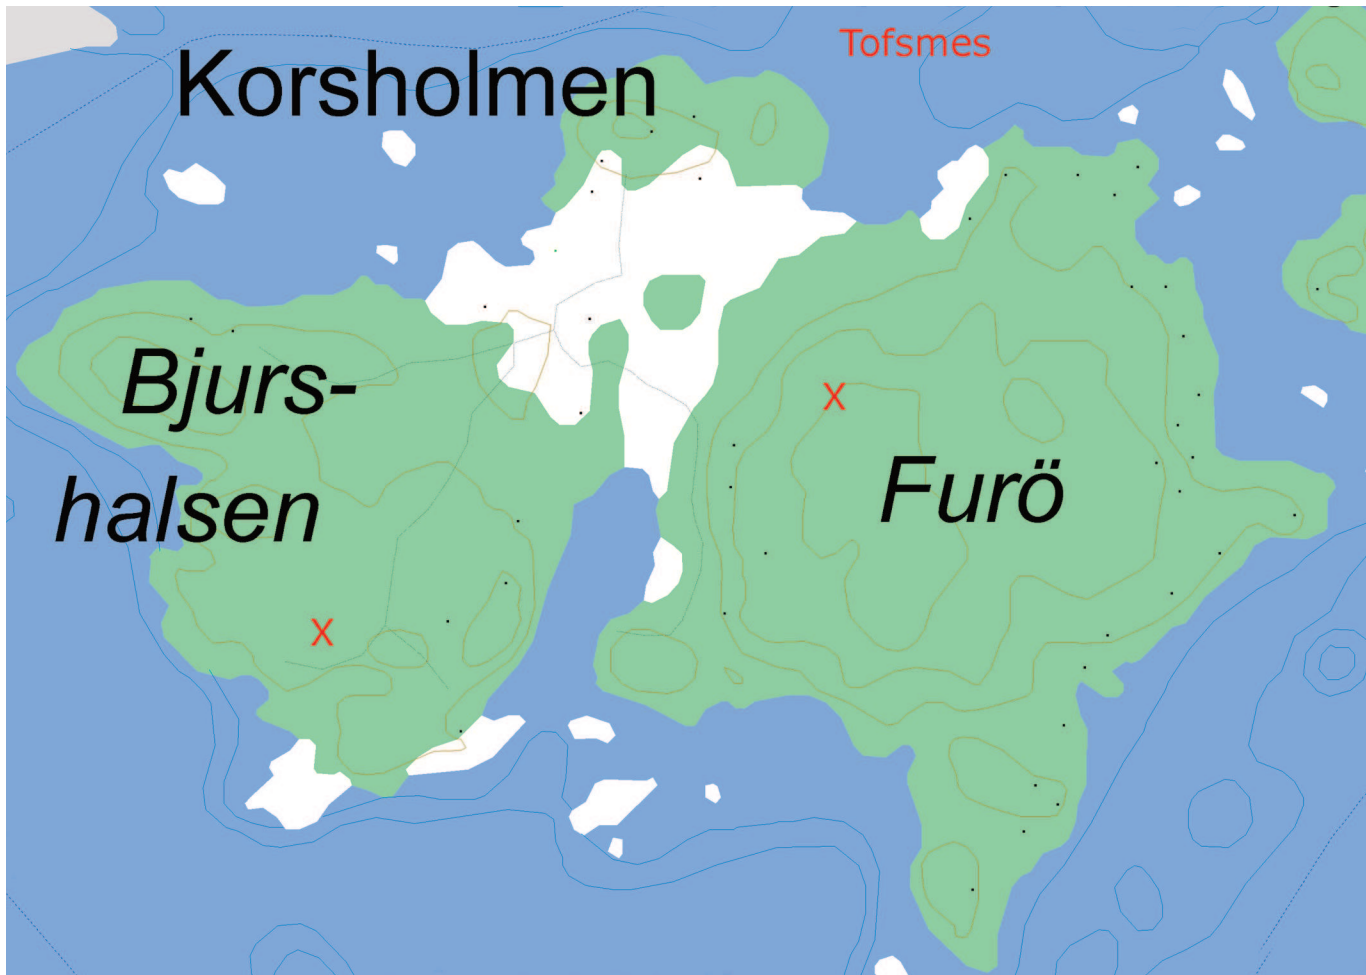 Tofsmes
Korsholmen
Bjurs-
halsen
X
Furö
X